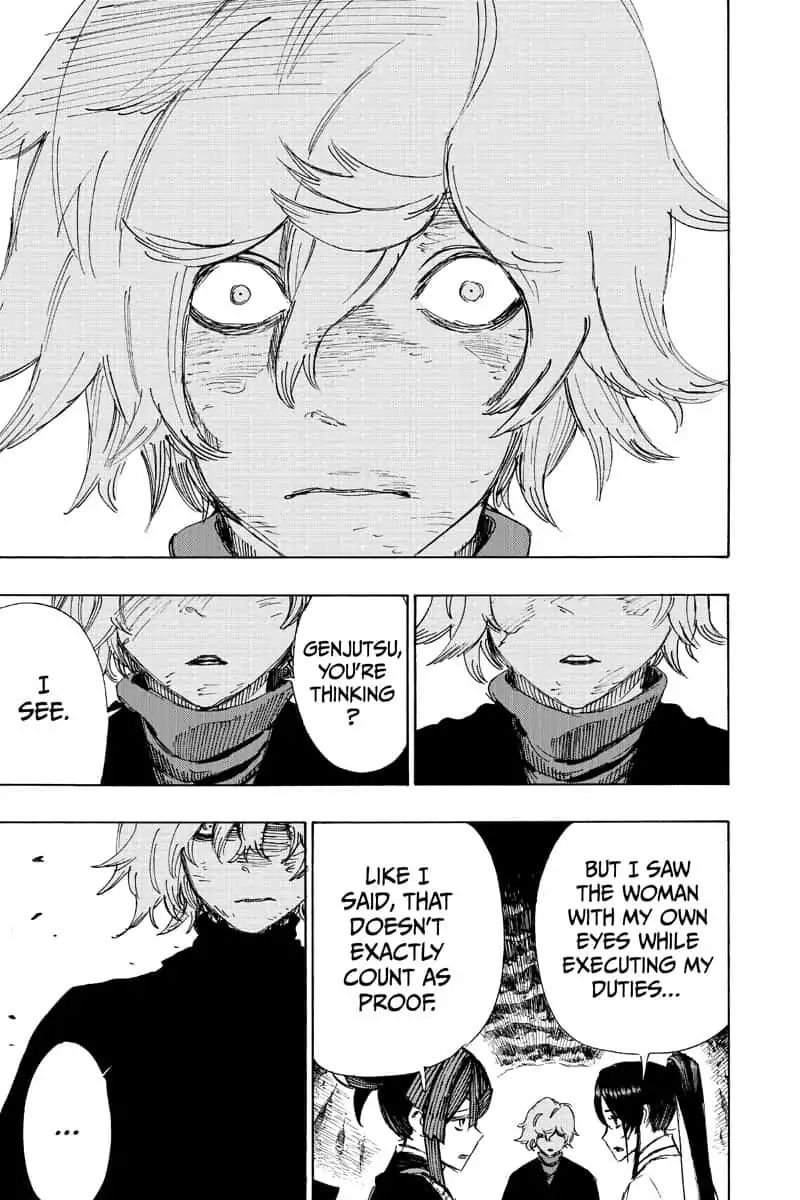 GENJUTSU,
YOU'RE
THINKING
?
I
SEE.
BUT I SAW
THE WOMAN
WITH MY OWN
EYES WHILE
EXECUTING MY
DUTIES...
LIKE I
SAID, THAT
DOESN'T
EXACTLY
COUNT AS
PROOF.
...